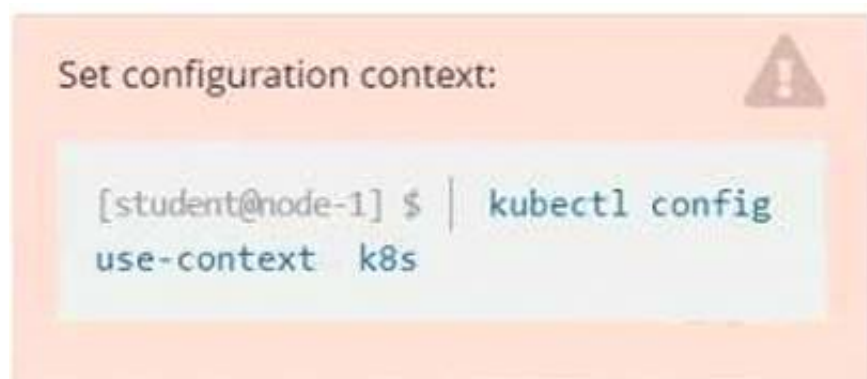 Set configuration context:
[student@node-1] $ | kubectl config
use-context k8s